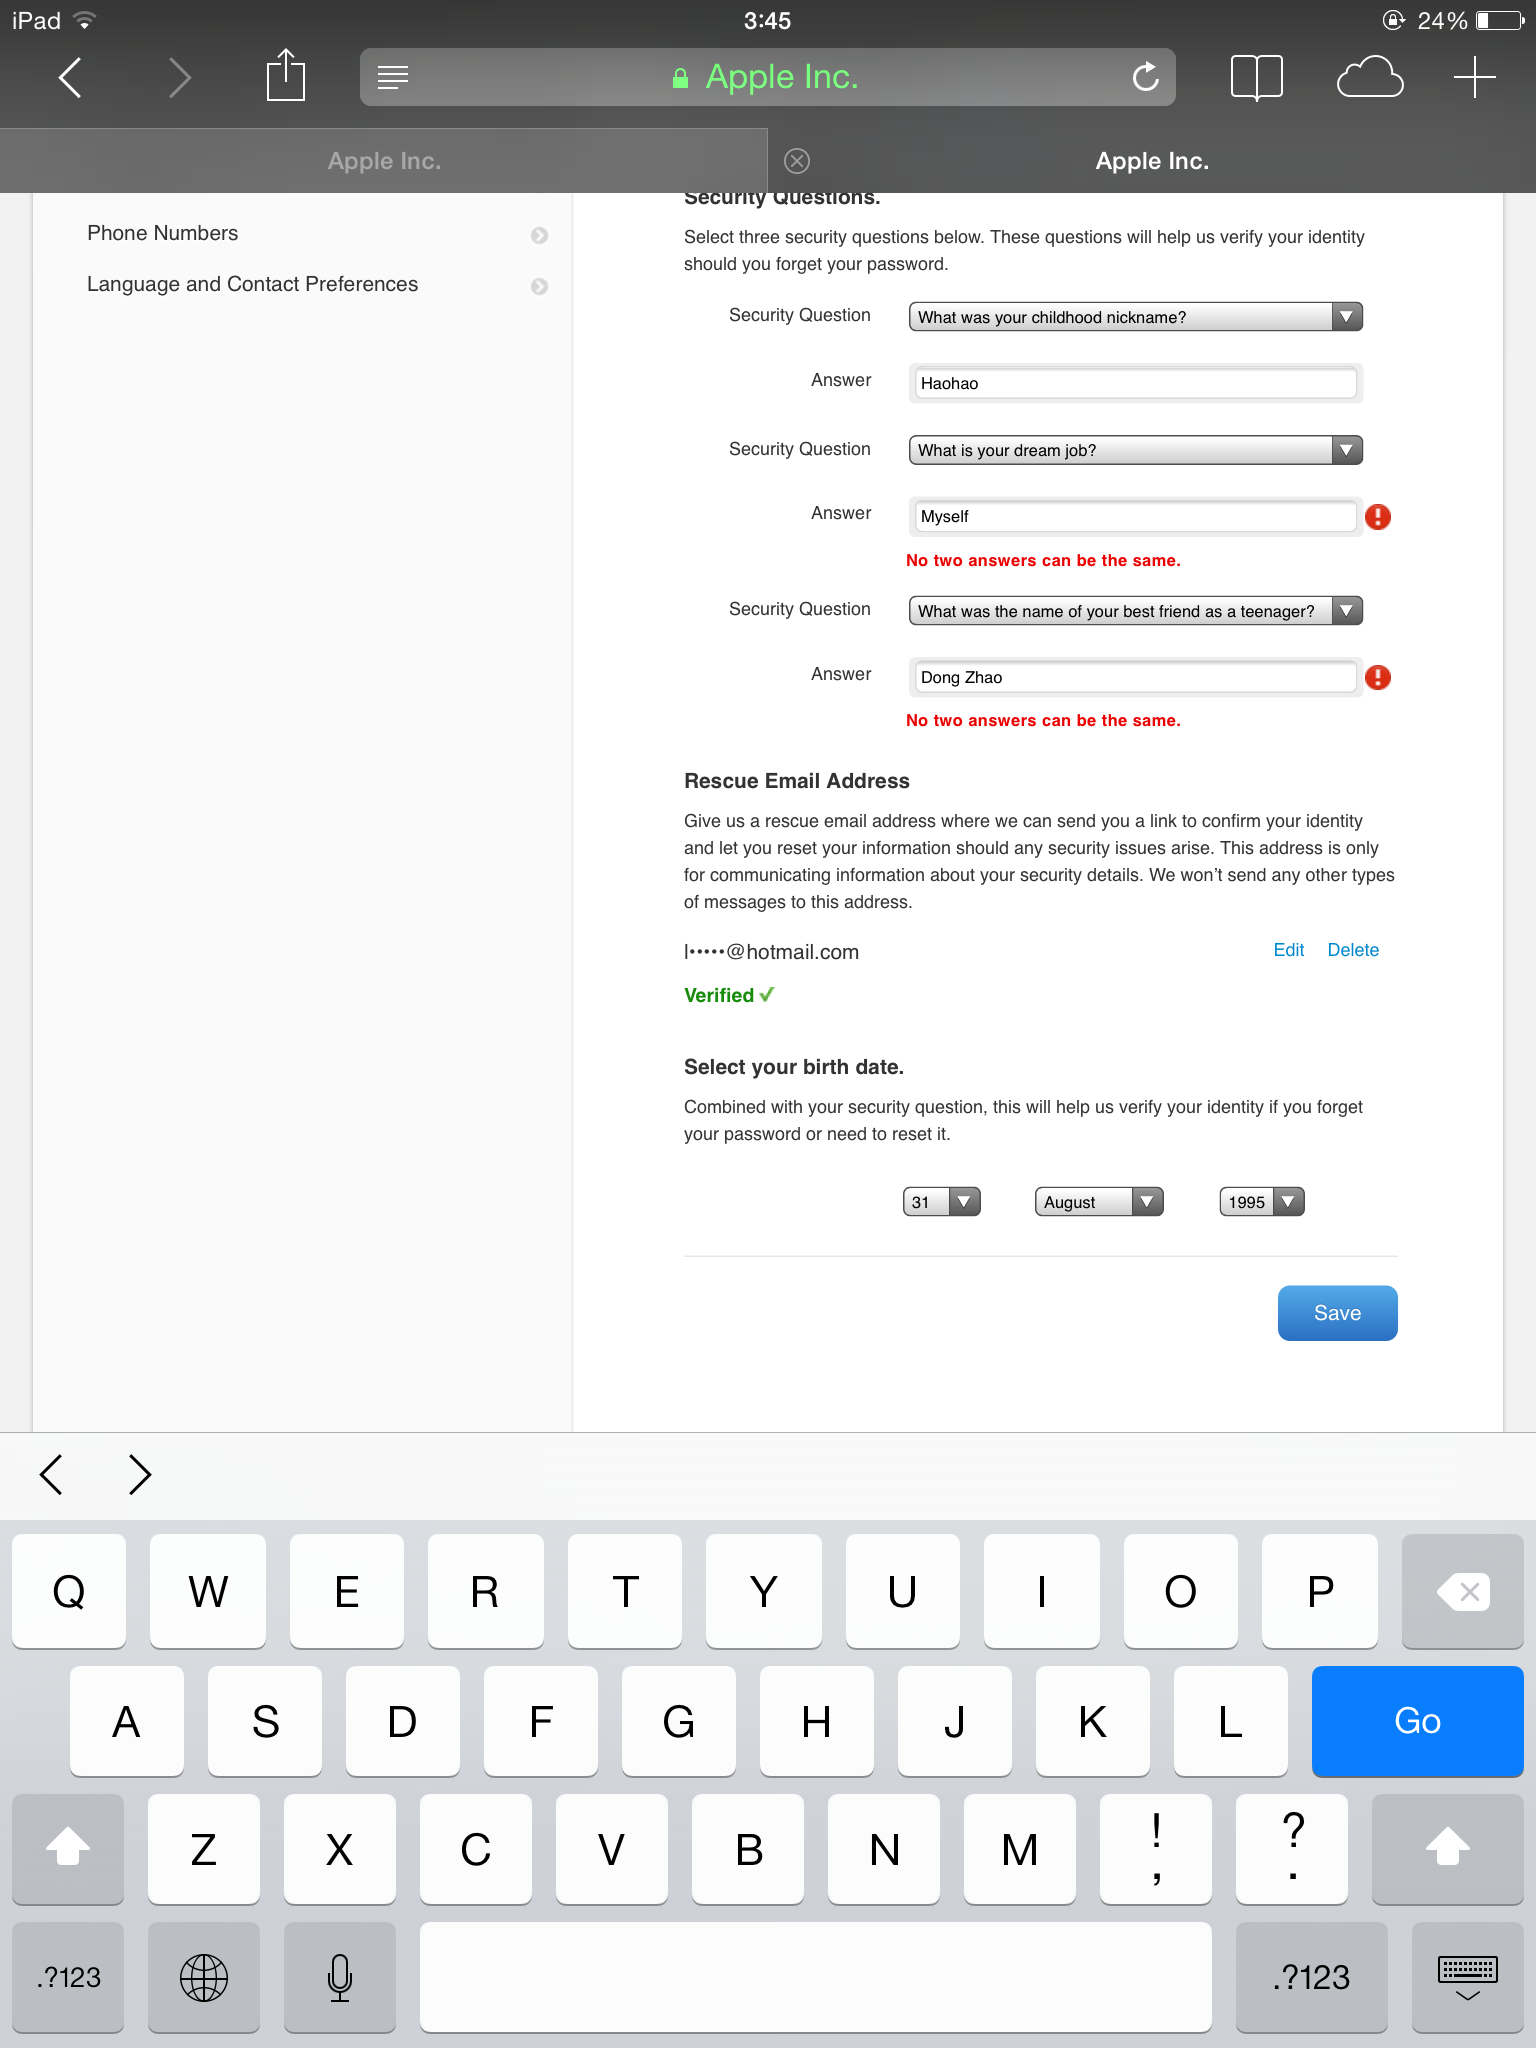 iPad 3:45 24%
Apple Inc.
Apple Inc. Apple Inc.
Phone Numbers
Language and Contact Preferences
Security Questions.
Select three security questions below. These questions will help us verify your identity
should you forget your password.
Security Question What was your childhood nickname?
Answer Haohao
Security Question What is your dream job?
Answer Myself
No two answers can be the same.
Security Question What was the name of your best friend as a teenager?
Answer Dong Zhao
No two answers can be the same.
Rescue Email Address
Give us a rescue email address where we can send you a link to confirm your identity
and let you reset your information should any security issues arise. This address is only
for communicating information about your security details. We won't send any other types
of messages to this address.
l•••••@hotmail.com Edit Delete
Verified ✓
Select your birth date.
Combined with your security question, this will help us verify your identity if you forget
your password or need to reset it.
31 August 1995
Save
Q W E R T Y U I O P
A S D F G H J K L Go
Z X C V B N M ! , ? .
.?123 .?123